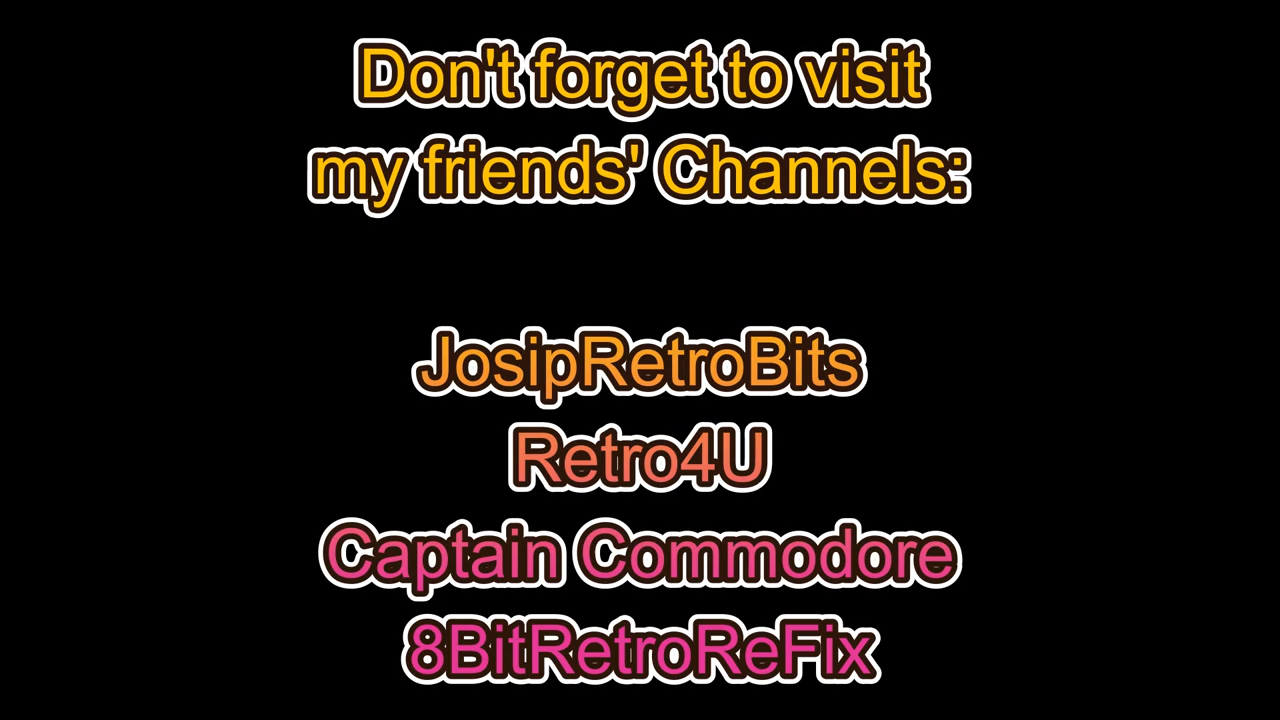 Don't forget to visit
my friends' Channels:
JosipRetroBits
Retro4U
Captain Commodore
8BitRetroReFix